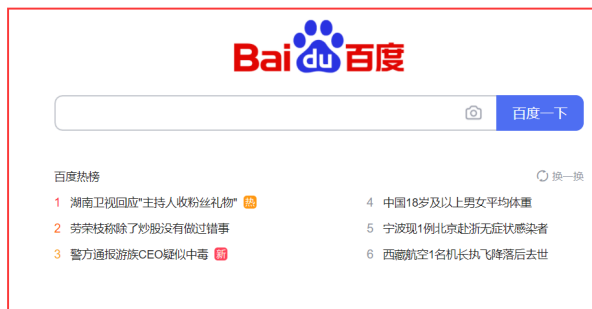 Bai du 百度
百度一下
百度热榜
换一换
1 湖南卫视回应"主持人收粉丝礼物" 热
2 劳荣枝称除了炒股没有做过错事
3 警方通报游族CEO疑似中毒 新
4 中国18岁及以上男女平均体重
5 宁波现1例北京赴浙无症状感染者
6 西藏航空1名机长执飞降落后去世